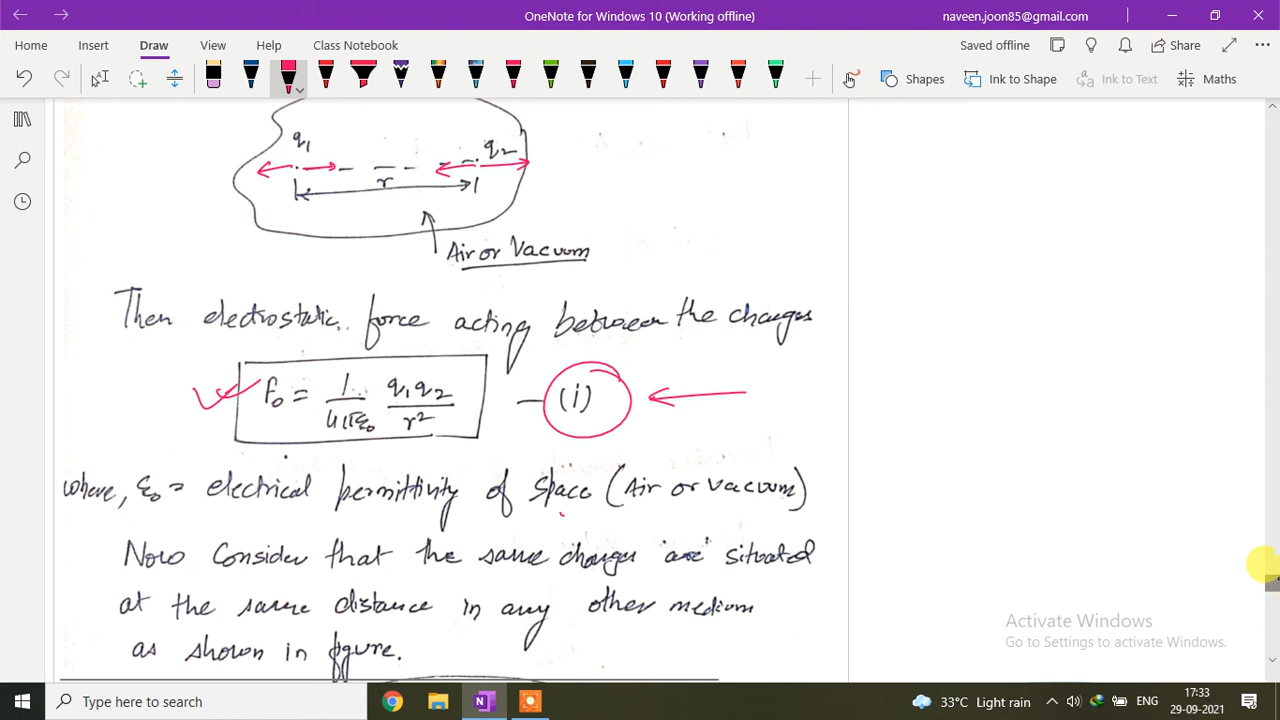 OneNote for Windows 10 (Working offline)
naveen.joon85@gmail.com
Home Insert Draw View Help Class Notebook
Saved offline Share
Shapes Ink to Shape Ink to Text Maths
q1 q2
r
Air or Vacuum
Then electrostatic force acting between the charges
F0 = 1/4πε0 q1q2/r² — (i)
where, ε0 = electrical permittivity of space (Air or vacuum)
Now Consider that the same charges are situated
at the same distance in any other medium
as shown in figure.
Activate Windows
Go to Settings to activate Windows.
Type here to search
33°C Light rain
ENG
17:33
29-09-2021